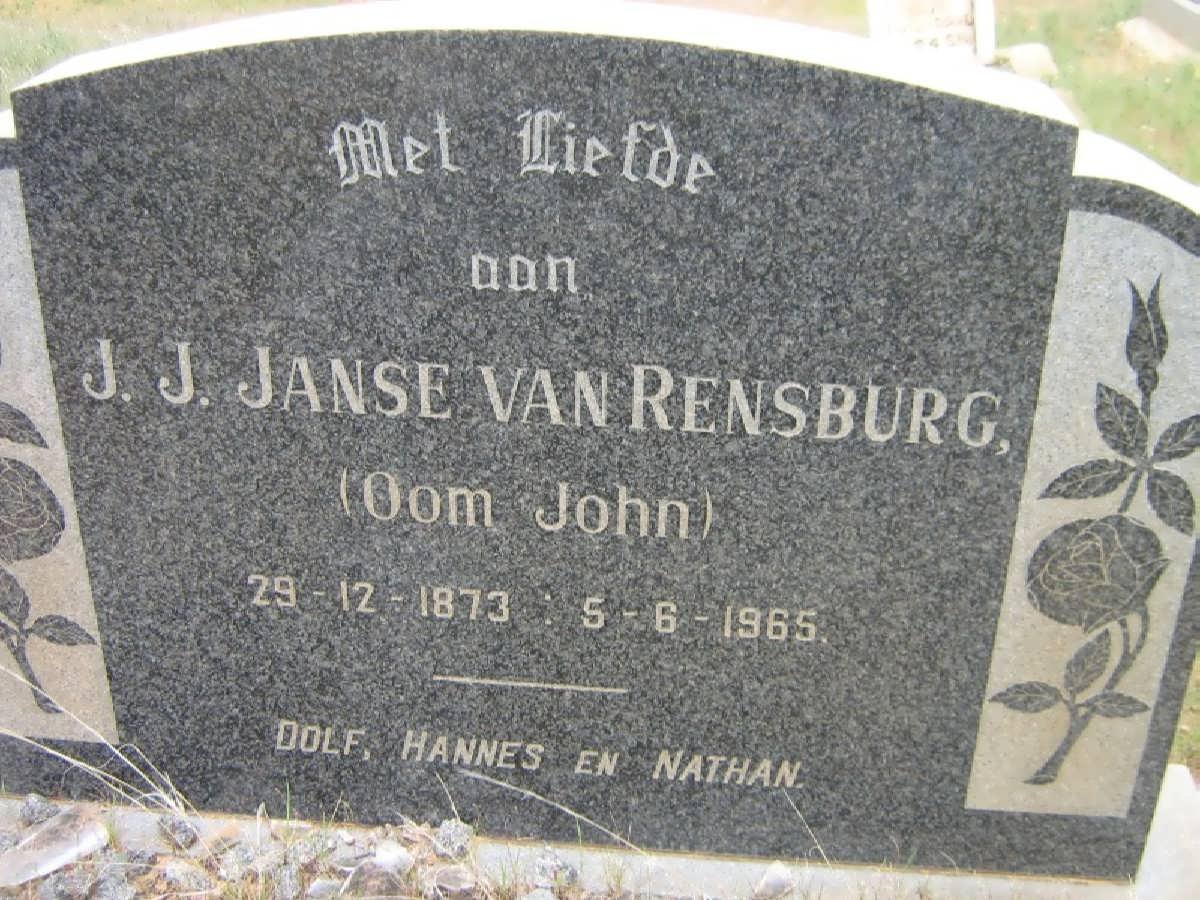 Met Liefde
aan
J. J. JANSE VAN RENSBURG,
(Oom John)
29-12-1873 : 5-6-1965.
DOLF, HANNES EN NATHAN.